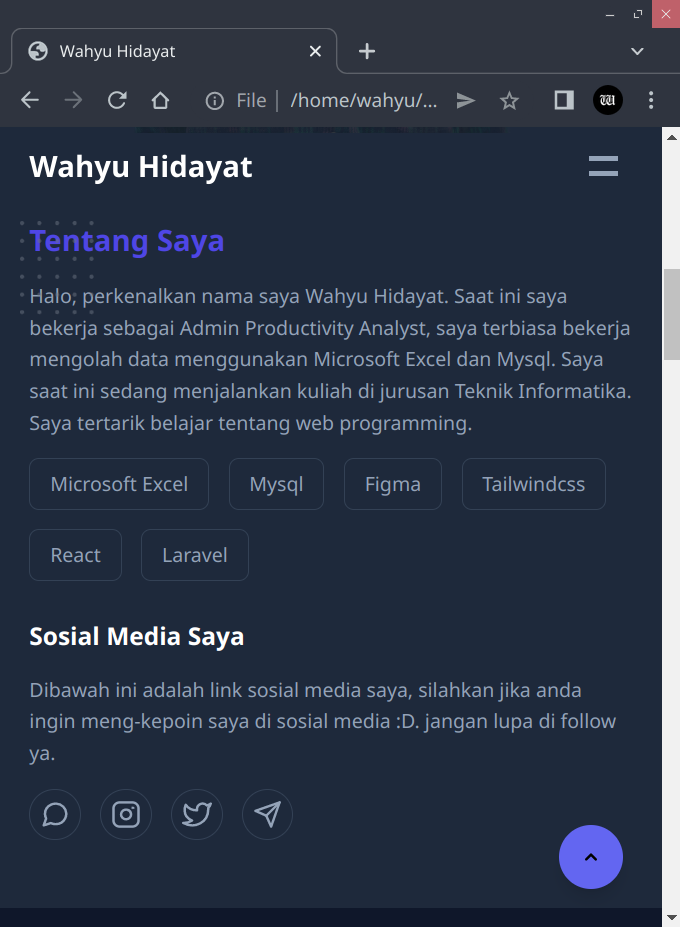 Wahyu Hidayat
File | /home/wahyu/...
Wahyu Hidayat
Tentang Saya
Halo, perkenalkan nama saya Wahyu Hidayat. Saat ini saya
bekerja sebagai Admin Productivity Analyst, saya terbiasa bekerja
mengolah data menggunakan Microsoft Excel dan Mysql. Saya
saat ini sedang menjalankan kuliah di jurusan Teknik Informatika.
Saya tertarik belajar tentang web programming.
Microsoft Excel Mysql Figma Tailwindcss
React Laravel
Sosial Media Saya
Dibawah ini adalah link sosial media saya, silahkan jika anda
ingin meng-kepoin saya di sosial media :D. jangan lupa di follow
ya.